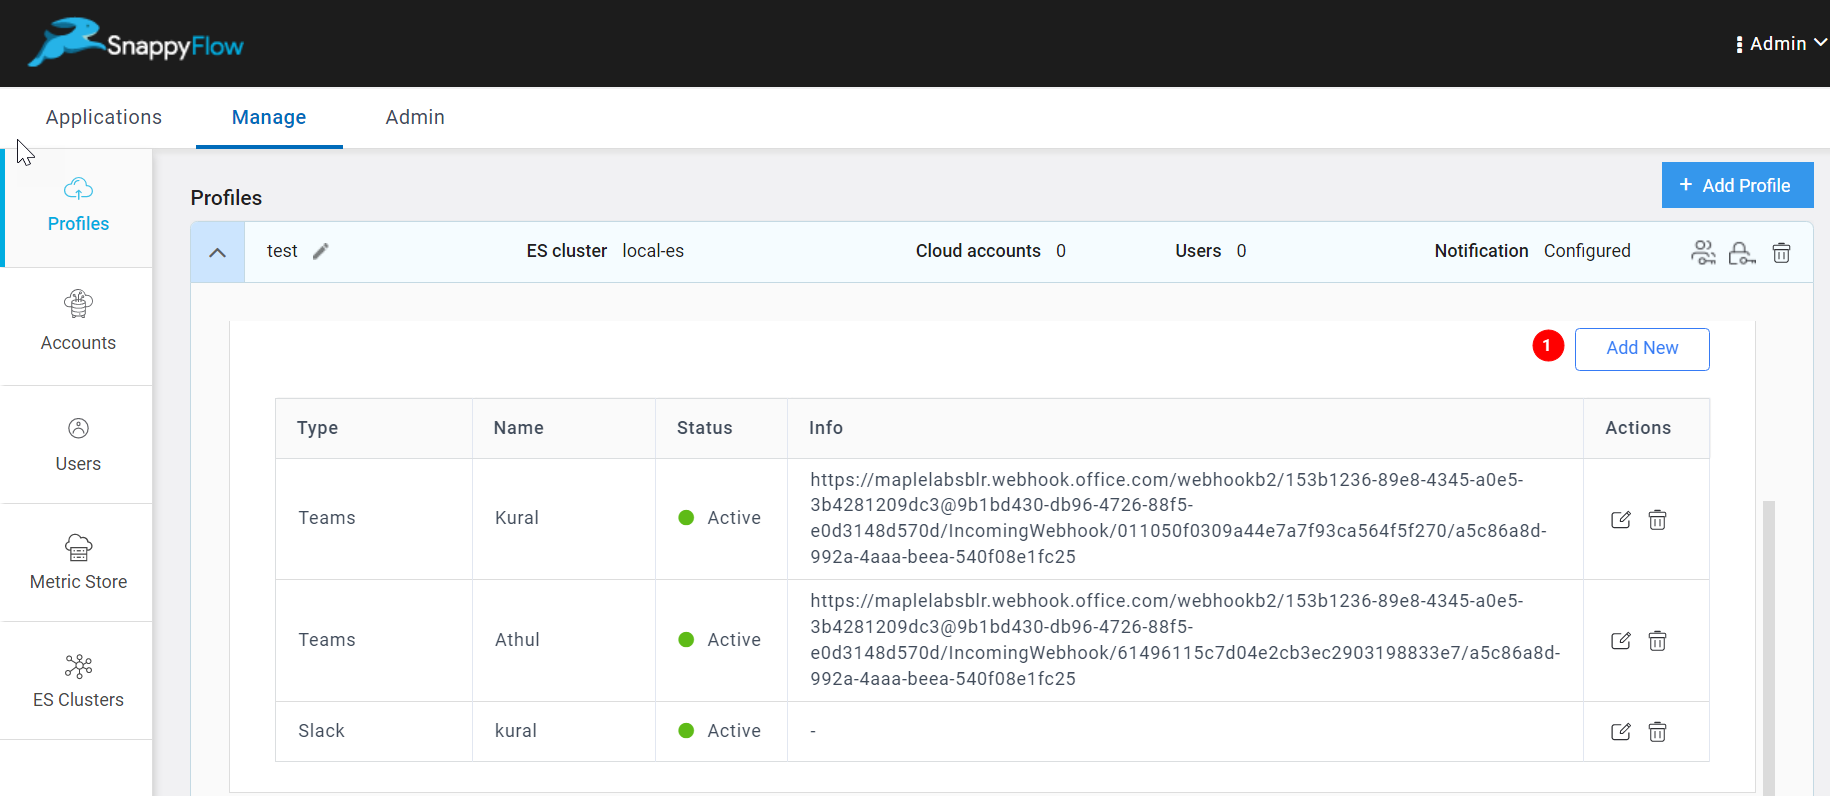 SnappyFlow
Admin
Applications
Manage
Admin
Profiles
Accounts
Users
Metric Store
ES Clusters
Profiles
+ Add Profile
test
ES cluster local-es
Cloud accounts 0
Users 0
Notification Configured
1
Add New
Type Name Status Info Actions
Teams Kural Active
https://maplelabsblr.webhook.office.com/webhookb2/153b1236-89e8-4345-a0e5-
3b4281209dc3@9b1bd430-db96-4726-88f5-
e0d3148d570d/IncomingWebhook/011050f0309a44e7a7f93ca564f5f270/a5c86a8d-
992a-4aaa-beea-540f08e1fc25
Teams Athul Active
https://maplelabsblr.webhook.office.com/webhookb2/153b1236-89e8-4345-a0e5-
3b4281209dc3@9b1bd430-db96-4726-88f5-
e0d3148d570d/IncomingWebhook/61496115c7d04e2cb3ec2903198833e7/a5c86a8d-
992a-4aaa-beea-540f08e1fc25
Slack kural Active -